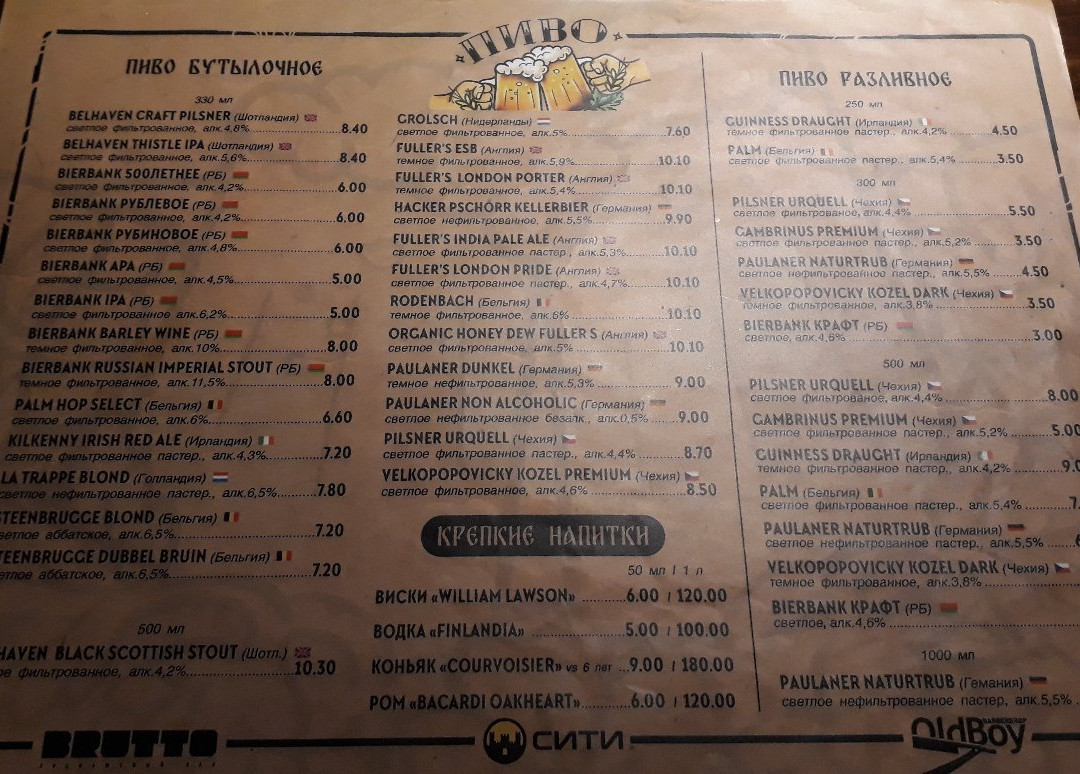 ПИВО
ПИВО БУТЫЛОЧНОЕ
330 мл
BELHAVEN CRAFT PILSNER (Шотландия)
светлое фильтрованное, алк.4,8%.....8.40
BELHAVEN THISTLE IPA (Шотландия)
светлое фильтрованное, алк.5,6%.....8.40
BIERBANK 500ЛЕТНЕЕ (РБ)
светлое фильтрованное, алк.4,2%.....6.00
BIERBANK РУБЛЕВОЕ (РБ)
светлое фильтрованное, алк.4,2%.....6.00
BIERBANK РУБИНОВОЕ (РБ)
светлое фильтрованное, алк.4,8%.....6.00
BIERBANK APA (РБ)
светлое фильтрованное, алк.4,5%.....5.00
BIERBANK IPA (РБ)
светлое фильтрованное алк.6,2%.....5.00
BIERBANK BARLEY WINE (РБ)
темное фильтрованное, алк.10%.....8.00
BIERBANK RUSSIAN IMPERIAL STOUT (РБ)
темное фильтрованное, алк.11,5%.....8.00
PALM HOP SELECT (Бельгия)
светлое фильтрованное, алк.6%.....6.60
KILKENNY IRISH RED ALE (Ирландия)
светлое фильтрованное пастер., алк.4,3%.....7.20
LA TRAPPE BLOND (Голландия)
нефильтрованное пастер., алк.6,5%.....7.80
STEENBRUGGE BLOND (Бельгия)
аббатское, алк.6,5%.....7.20
DUBBEL BRUIN (Бельгия)
аббатское, алк.6,5%.....7.20
500 мл
BLACK SCOTTISH STOUT (Шотл.)
фильтрованное, алк.4,2%.....10.30
GROLSCH (Нидерланды)
светлое фильтрованное, алк.5%.....7.60
FULLER'S ESB (Англия)
темное фильтрованное, алк.5,9%.....10.10
FULLER'S LONDON PORTER (Англия)
темное фильтрованное, алк.5,4%.....10.10
HACKER PSCHÖRR KELLERBIER (Германия)
светлое нефильтрованное, алк.5,5%.....9.90
FULLER'S INDIA PALE ALE (Англия)
светлое фильтрованное пастер., алк.5,3%.....10.10
FULLER'S LONDON PRIDE (Англия)
светлое фильтрованное пастер., алк.4,7%.....10.10
RODENBACH (Бельгия)
темное фильтрованное, алк.6%.....10.10
ORGANIC HONEY DEW FULLER S (Англия)
светлое фильтрованное, алк.5%.....10.10
PAULANER DUNKEL (Германия)
темное нефильтрованное, алк.5,3%.....9.00
PAULANER NON ALCOHOLIC (Германия)
светлое нефильтрованное безалк., алк.0,5%.....9.00
PILSNER URQUELL (Чехия)
светлое фильтрованное пастер., алк.4,4%.....8.70
VELKOPOPOVICKY KOZEL PREMIUM (Чехия)
светлое фильтрованное, алк.4,6%.....8.50
КРЕПКИЕ НАПИТКИ
50 мл / 1 л
ВИСКИ «WILLIAM LAWSON».....6.00 / 120.00
ВОДКА «FINLANDIA».....5.00 / 100.00
КОНЬЯК «COURVOISIER» vs 6 лет...9.00 / 180.00
РОМ «BACARDI OAKHEART».....6.00 / 120.00
ПИВО РАЗЛИВНОЕ
250 мл
GUINNESS DRAUGHT (Ирландия)
темное фильтрованное пастер., алк.4,2%.....4.50
PALM (Бельгия)
светлое фильтрованное пастер., алк.5,4%.....3.50
300 мл
PILSNER URQUELL (Чехия)
светлое фильтрованное, алк.4,4%.....5.50
GAMBRINUS PREMIUM (Чехия)
светлое фильтрованное пастер., алк.5,2%.....3.50
PAULANER NATURTRUB (Германия)
светлое нефильтрованное пастер., алк.5,5%.....4.50
VELKOPOPOVICKY KOZEL DARK (Чехия)
темное фильтрованное, алк.3,8%.....3.50
BIERBANK КРАФТ (РБ)
светлое, алк.4,6%.....3.00
500 мл
PILSNER URQUELL (Чехия)
светлое фильтрованное, алк.4,4%.....8.00
GAMBRINUS PREMIUM (Чехия)
светлое фильтрованное пастер., алк.5,2%.....5.00
GUINNESS DRAUGHT (Ирландия)
темное фильтрованное пастер., алк.4,2%.....
PALM (Бельгия)
светлое фильтрованное пастер., алк.5,4%.....
PAULANER NATURTRUB (Германия)
светлое нефильтрованное пастер., алк.5,5%.....
VELKOPOPOVICKY KOZEL DARK (Чехия)
темное фильтрованное, алк.3,8%.....
BIERBANK КРАФТ (РБ)
светлое, алк.4,6%.....
1000 мл
PAULANER NATURTRUB (Гемания)
светлое нефильтрованное пастер, алк.5,5%...
BRUTTO
СИТИ
BARBERSHOP
OldBoy